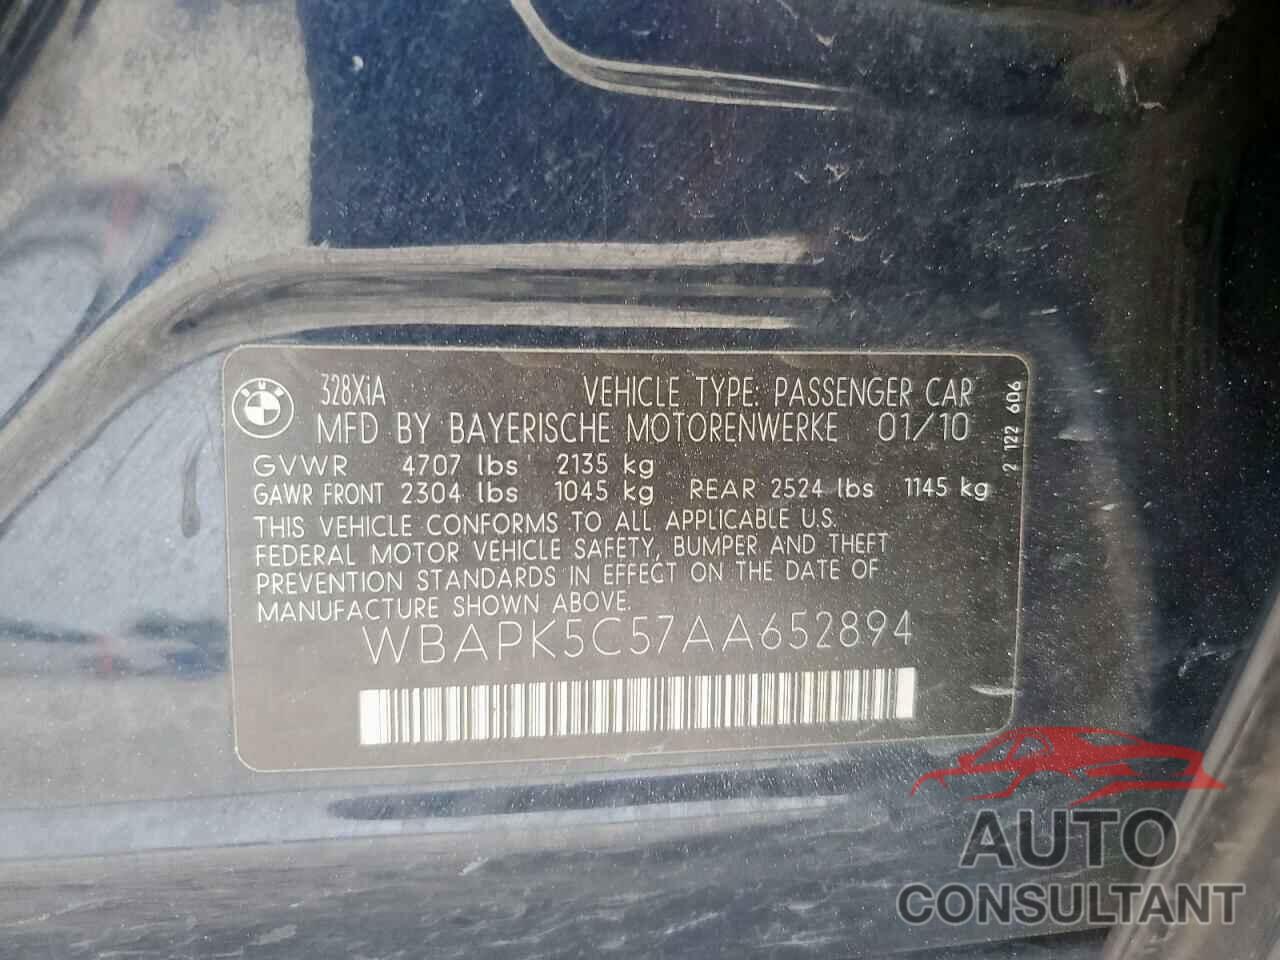 BMW
328XiA VEHICLE TYPE: PASSENGER CAR
MFD BY BAYERISCHE MOTORENWERKE 01/10
GVWR 4707 lbs 2135 kg
GAWR FRONT 2304 lbs 1045 kg REAR 2524 lbs 1145 kg
THIS VEHICLE CONFORMS TO ALL APPLICABLE U.S.
FEDERAL MOTOR VEHICLE SAFETY, BUMPER AND THEFT
PREVENTION STANDARDS IN EFFECT ON THE DATE OF
MANUFACTURE SHOWN ABOVE.
WBAPK5C57AA652894
2 122 606
AUTO
CONSULTANT